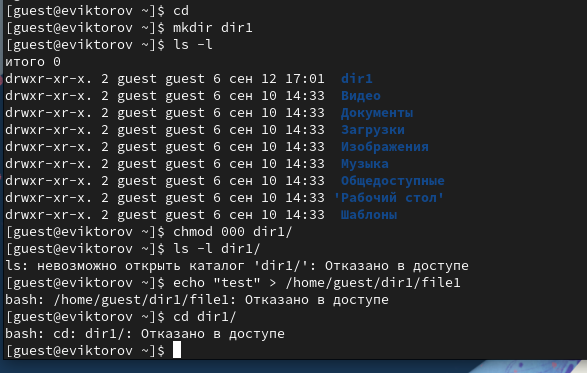 [guest@eviktorov ~]$ cd
[guest@eviktorov ~]$ mkdir dir1
[guest@eviktorov ~]$ ls -l
итого 0
drwxr-xr-x. 2 guest guest 6 сен 12 17:01  dir1
drwxr-xr-x. 2 guest guest 6 сен 10 14:33  Видео
drwxr-xr-x. 2 guest guest 6 сен 10 14:33  Документы
drwxr-xr-x. 2 guest guest 6 сен 10 14:33  Загрузки
drwxr-xr-x. 2 guest guest 6 сен 10 14:33  Изображения
drwxr-xr-x. 2 guest guest 6 сен 10 14:33  Музыка
drwxr-xr-x. 2 guest guest 6 сен 10 14:33  Общедоступные
drwxr-xr-x. 2 guest guest 6 сен 10 14:33 'Рабочий стол'
drwxr-xr-x. 2 guest guest 6 сен 10 14:33  Шаблоны
[guest@eviktorov ~]$ chmod 000 dir1/
[guest@eviktorov ~]$ ls -l dir1/
ls: невозможно открыть каталог 'dir1/': Отказано в доступе
[guest@eviktorov ~]$ echo "test" > /home/guest/dir1/file1
bash: /home/guest/dir1/file1: Отказано в доступе
[guest@eviktorov ~]$ cd dir1/
bash: cd: dir1/: Отказано в доступе
[guest@eviktorov ~]$